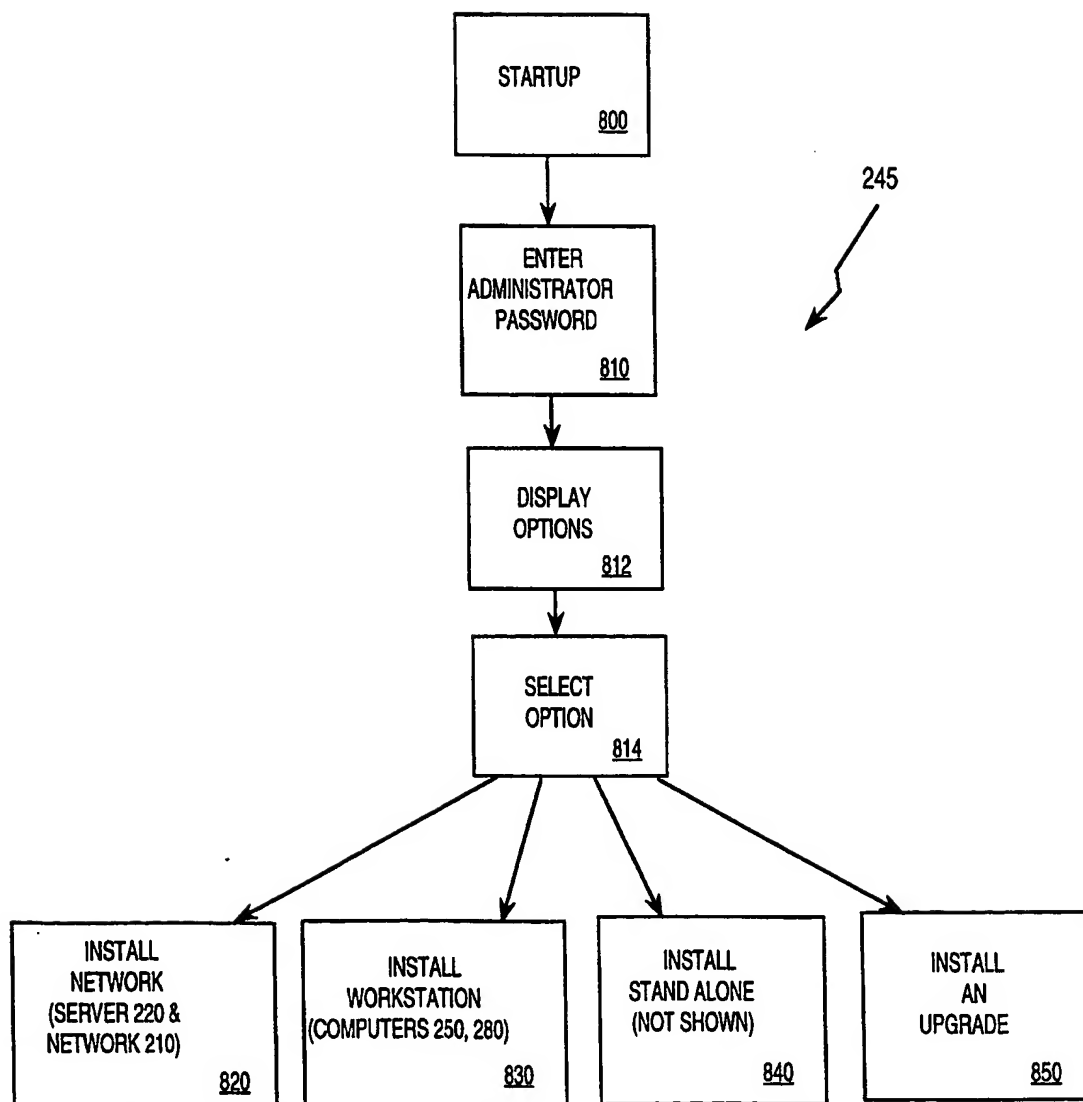 STARTUP
800
245
ENTER
ADMINISTRATOR
PASSWORD
810
DISPLAY
OPTIONS
812
SELECT
OPTION
814
INSTALL
NETWORK
(SERVER 220 &
NETWORK 210)
820
INSTALL
WORKSTATION
(COMPUTERS 250, 280)
830
INSTALL
STAND ALONE
(NOT SHOWN)
840
INSTALL
AN
UPGRADE
850